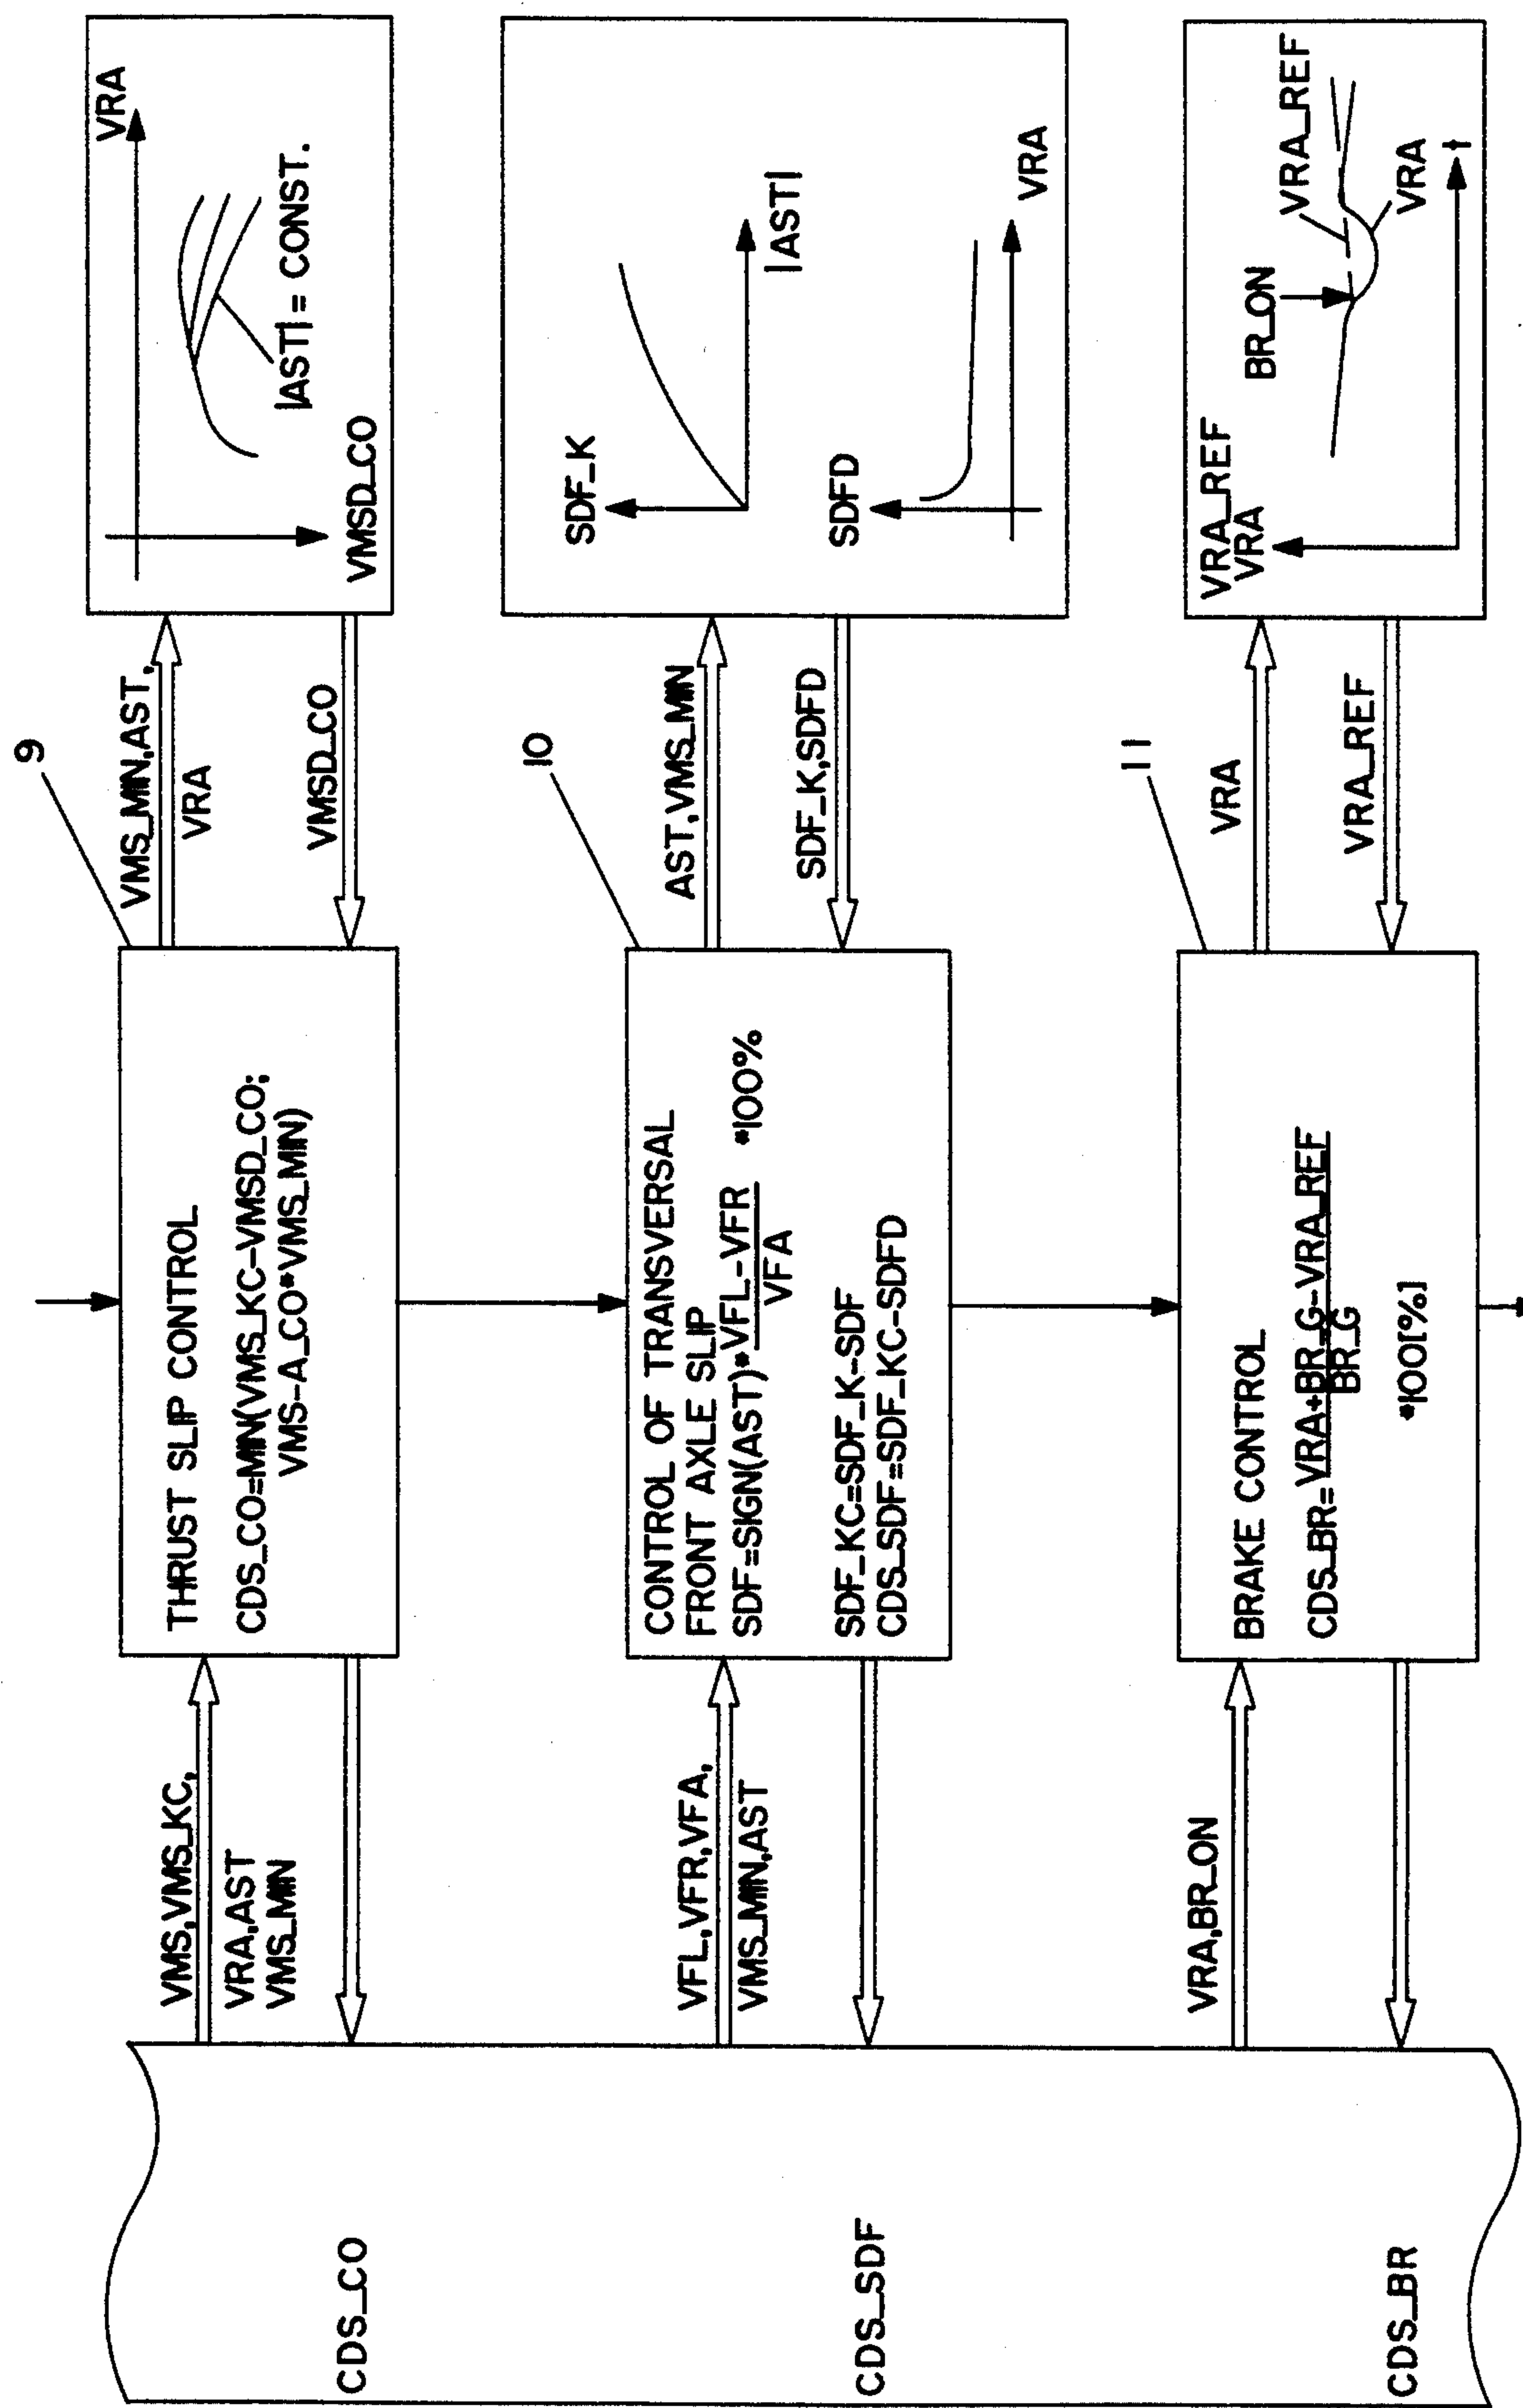 CDS_CO
VMS,VMS_KC,
VRA,AST
VMS_MIN
9
THRUST SLIP CONTROL
CDS_CO=MIN(VMS_KC-VMSD_CO;
VMS-A_CO*VMS_MIN)
VMS_MIN,AST,
VRA
VMSD_CO
VRA
|AST|= CONST.
VMSD_CO
CDS_SDF
VFL,VFR,VFA,
VMS_MIN,AST
10
CONTROL OF TRANSVERSAL
FRONT AXLE SLIP
SDF=SIGN(AST)*VFL-VFR *100%
VFA
SDF_KC=SDF_K-SDF
CDS_SDF=SDF_KC-SDFD
AST,VMS_MIN
SDF_K,SDFD
SDF_K
|AST|
SDFD
VRA
CDS_BR
VRA,BR_ON
11
BRAKE CONTROL
CDS_BR=VRA+BR_G-VRA_REF
BR_G
*100[%]
VRA
VRA_REF
VRA_REF
VRA
BR_ON
VRA_REF
VRA
t